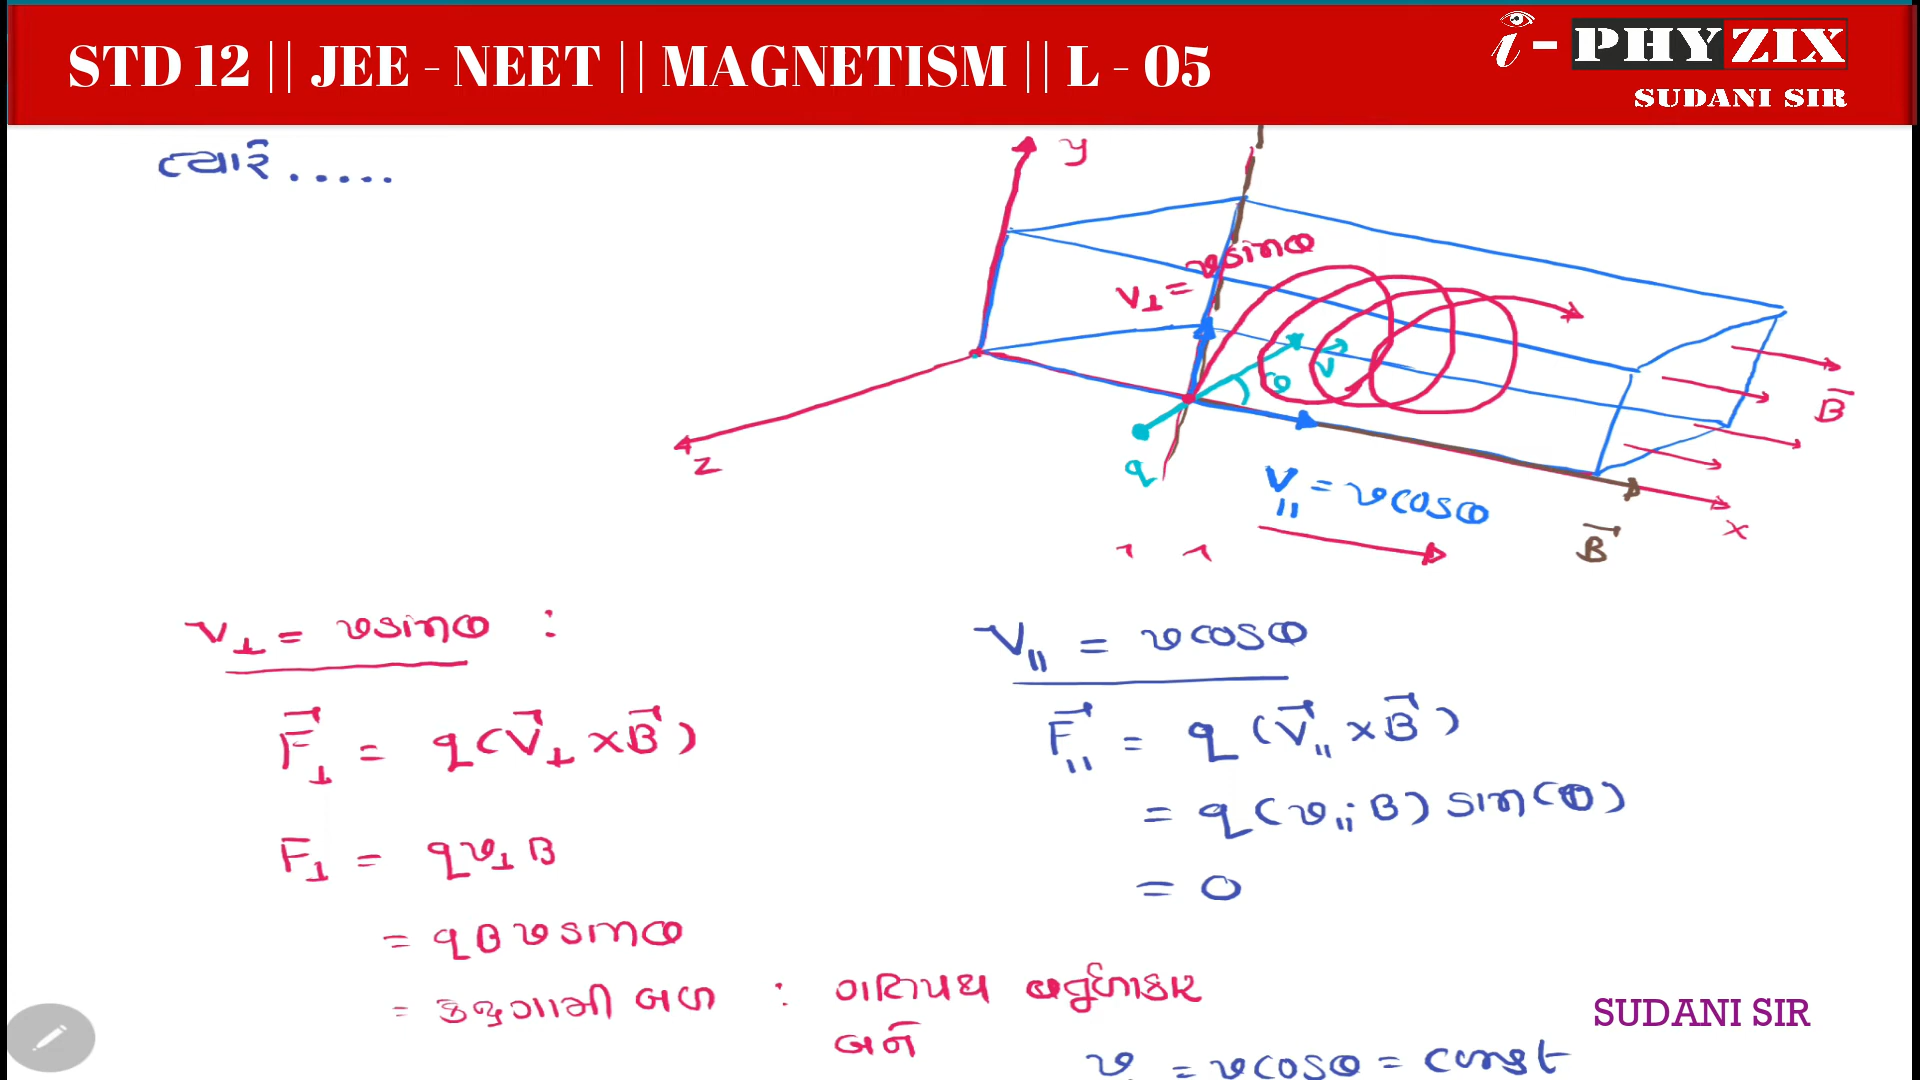 STD 12 || JEE - NEET || MAGNETISM || L - 05
i - PHYZIX
SUDANI SIR
ત્યારે.....
y
V⊥ = vsinθ
θ
V⃗
B⃗
z
q
V∥ = vcosθ
B⃗
x
V⊥ = vsinθ :
F⃗⊥ = q(V⃗⊥ × B⃗)
F⊥ = qv⊥B
= qBvsinθ
= કેન્દ્રગામી બળ : ગતિપથ વર્તુળાકાર
બને
V∥ = vcosθ
F⃗∥ = q(V⃗∥ × B⃗)
= q(v∥B) sin(0)
= 0
v = vcosθ = const
SUDANI SIR